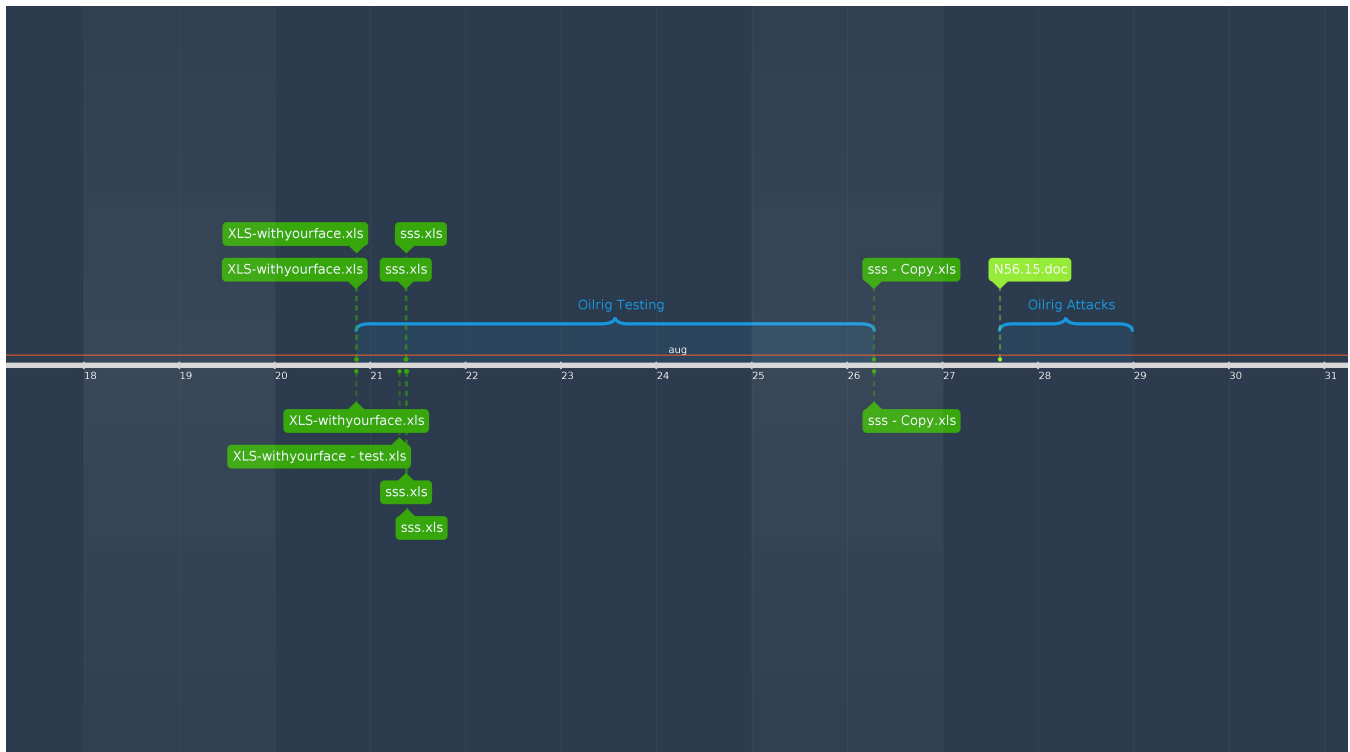 XLS-withyourface.xls
sss.xls
XLS-withyourface.xls
sss.xls
sss - Copy.xls
N56.15.doc
Oilrig Testing
Oilrig Attacks
aug
18 19 20 21 22 23 24 25 26 27 28 29 30 31
XLS-withyourface.xls
sss - Copy.xls
XLS-withyourface - test.xls
sss.xls
sss.xls